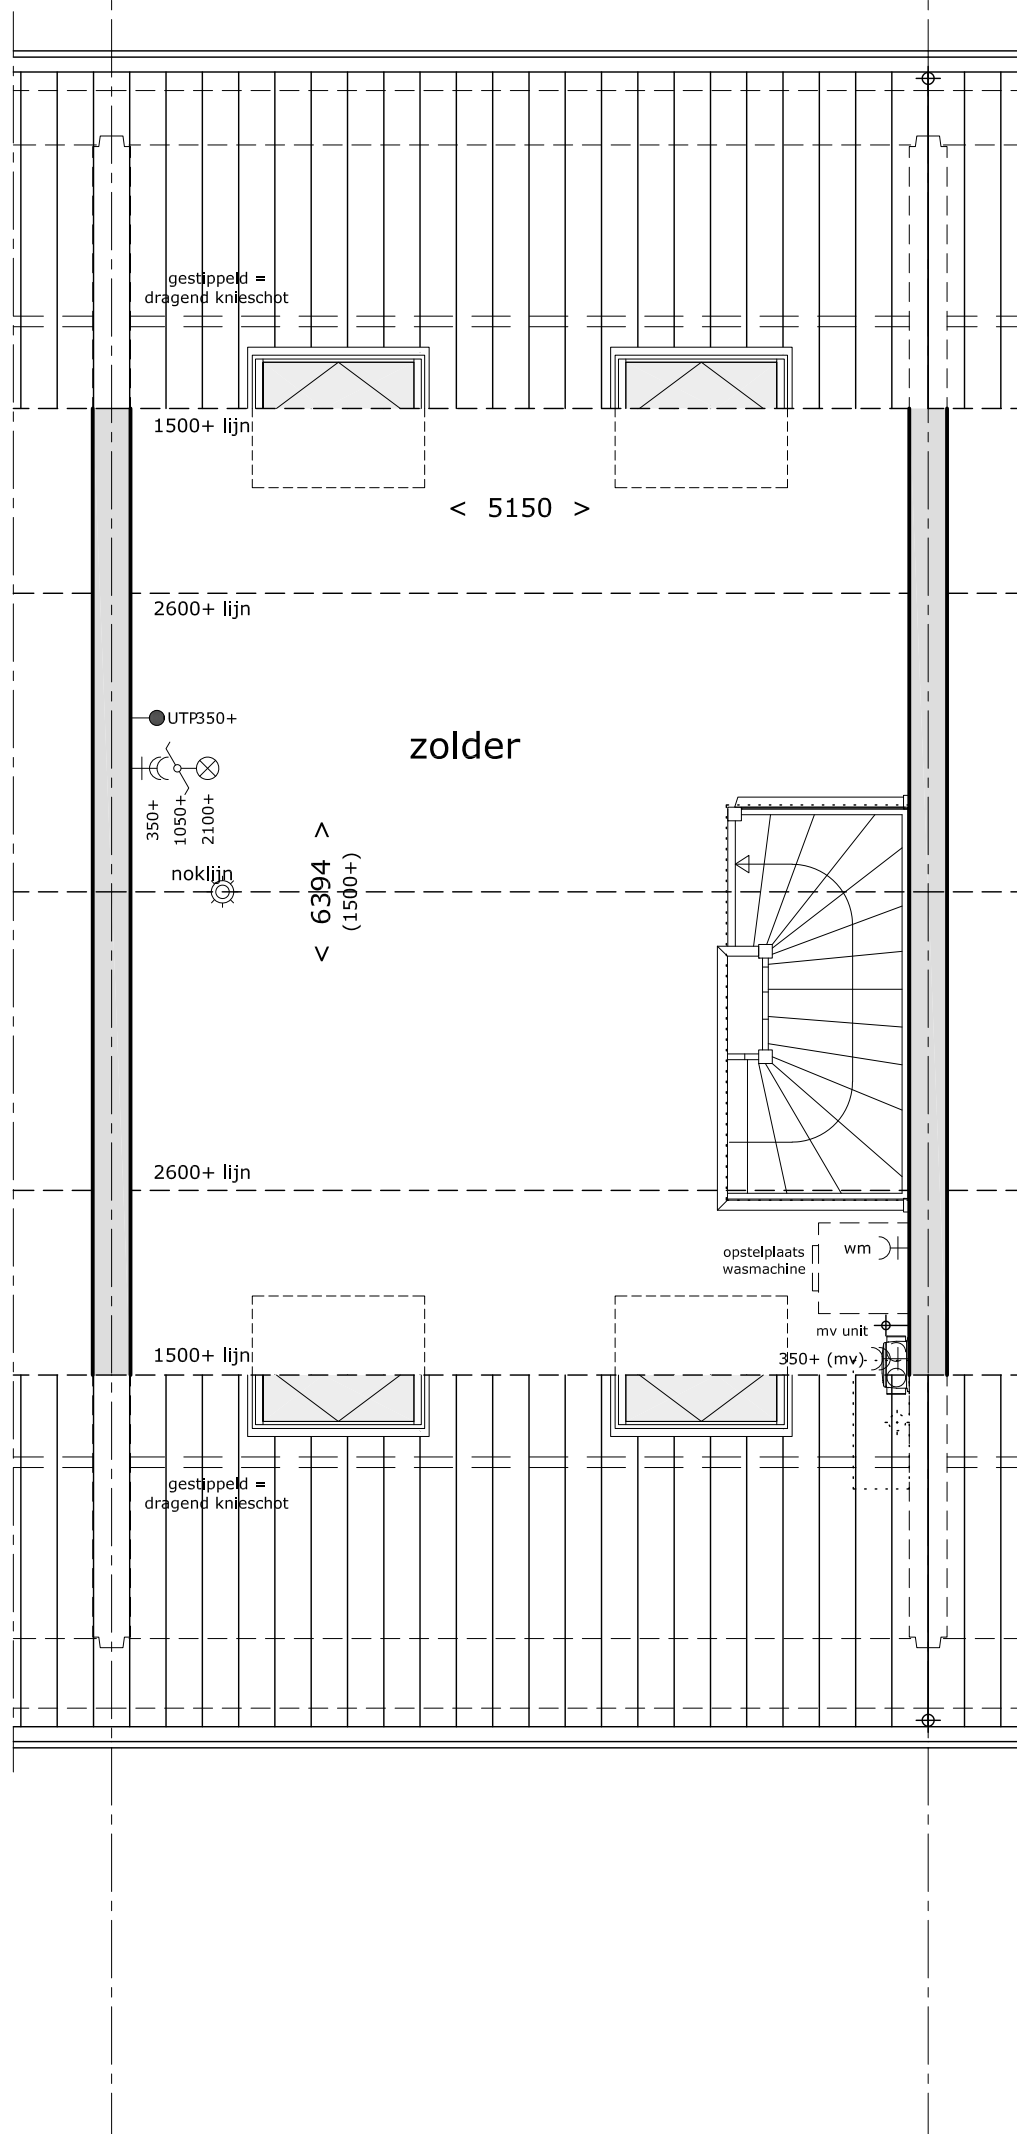 gestippeld =
dragend knieschot
1500+ lijn
< 5150 >
2600+ lijn
UTP350+
zolder
350+
1050+
2100+
noklijn
< 6394 >
(1500+)
2600+ lijn
opstelplaats
wasmachine
wm
mv unit
1500+ lijn
350+ (mv)
gestippeld =
dragend knieschot